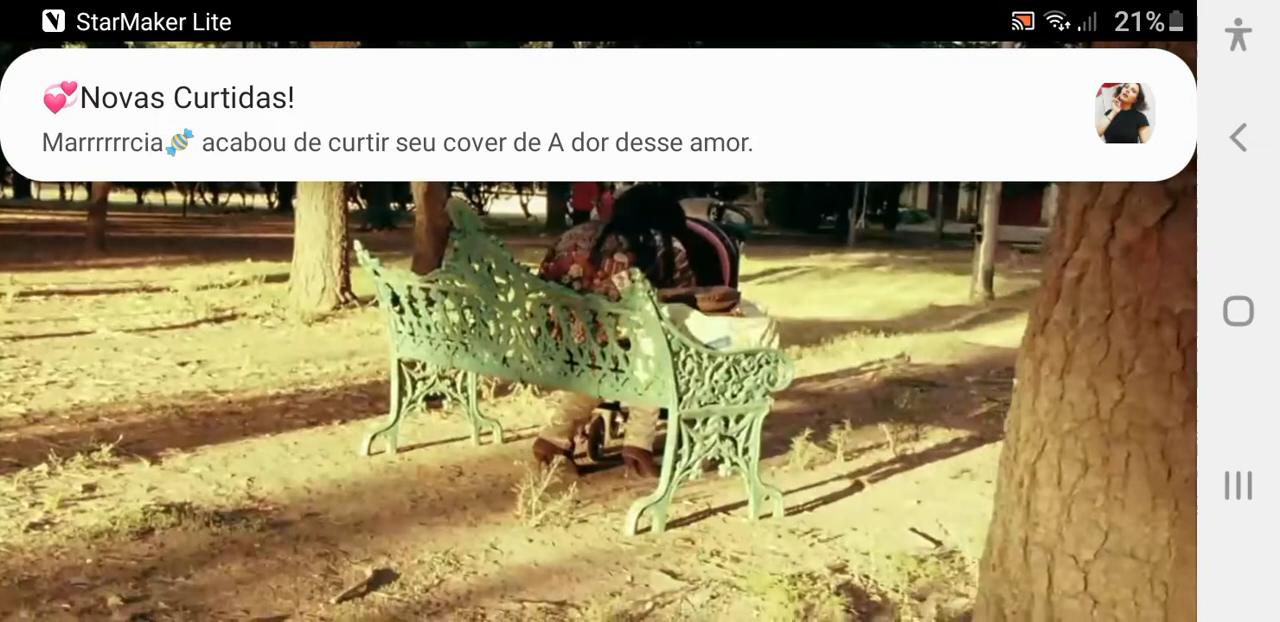 StarMaker Lite 21%
💞Novas Curtidas!
Marrrrrrcia🍬 acabou de curtir seu cover de A dor desse amor.